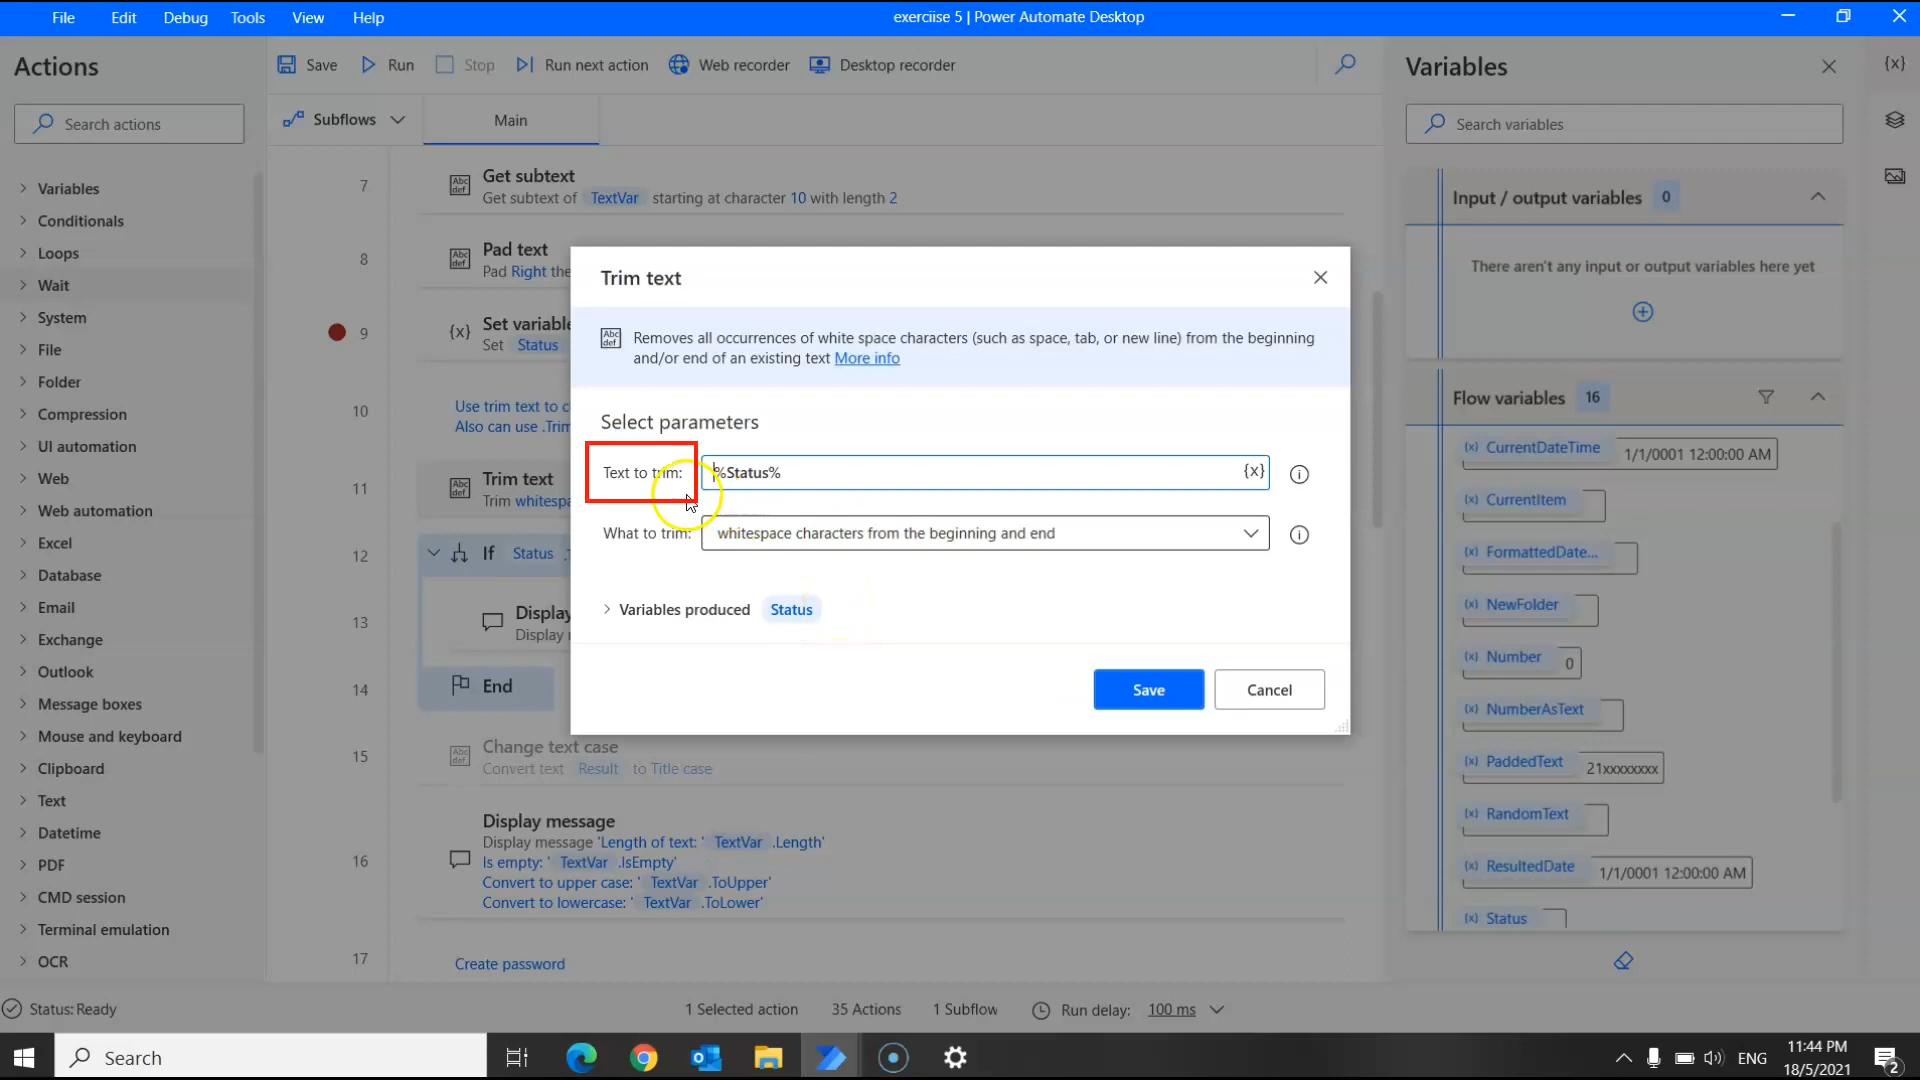 File Edit Debug Tools View Help
exerciise 5 | Power Automate Desktop
Actions
Search actions
Variables
Conditionals
Loops
Wait
System
File
Folder
Compression
UI automation
Web
Web automation
Excel
Database
Email
Exchange
Outlook
Message boxes
Mouse and keyboard
Clipboard
Text
Datetime
PDF
CMD session
Terminal emulation
OCR
Save Run Stop Run next action Web recorder Desktop recorder
Subflows Main
7 Get subtext
Get subtext of TextVar starting at character 10 with length 2
8 Pad text
Pad Right the
9 {x} Set variable
Set Status
10 Use trim text to c
Also can use .Trim
11 Trim text
Trim whitespa
12 If Status
13 Display
Display
14 End
15 Change text case
Convert text Result to Title case
16 Display message
Display message 'Length of text: ' TextVar .Length'
Is empty: ' TextVar .IsEmpty'
Convert to upper case: ' TextVar .ToUpper'
Convert to lowercase: ' TextVar .ToLower'
17 Create password
Trim text
Abc def
Removes all occurrences of white space characters (such as space, tab, or new line) from the beginning
and/or end of an existing text More info
Select parameters
Text to trim: %Status% {x}
What to trim: whitespace characters from the beginning and end
Variables produced Status
Save Cancel
Variables {x}
Search variables
Input / output variables 0
There aren't any input or output variables here yet
Flow variables 16
(x) CurrentDateTime 1/1/0001 12:00:00 AM
(x) CurrentItem
(x) FormattedDate...
(x) NewFolder
(x) Number 0
(x) NumberAsText
(x) PaddedText 21xxxxxxxx
(x) RandomText
(x) ResultedDate 1/1/0001 12:00:00 AM
(x) Status
Status: Ready 1 Selected action 35 Actions 1 Subflow Run delay: 100 ms
Search
ENG 11:44 PM
18/5/2021 2